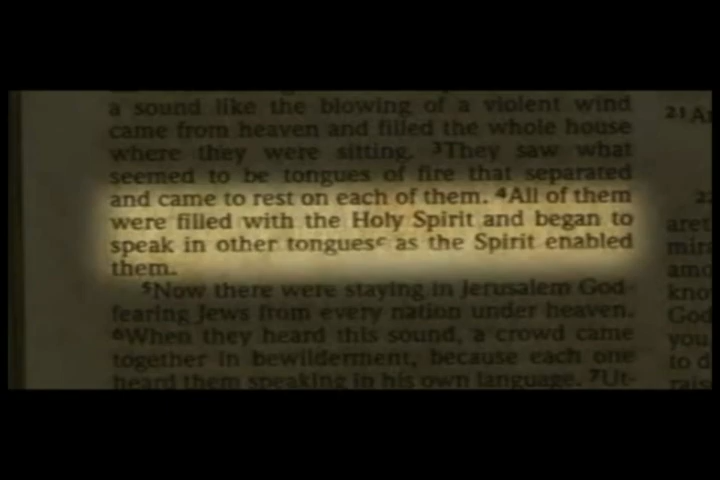 a sound like the blowing of a violent wind
came from heaven and filled the whole house
where they were sitting. ³They saw what
seemed to be tongues of fire that separated
and came to rest on each of them. ⁴All of them
were filled with the Holy Spirit and began to
speak in other tonguesᶜ as the Spirit enabled
them.
⁵Now there were staying in Jerusalem God-
fearing Jews from every nation under heaven.
⁶When they heard this sound, a crowd came
together in bewilderment, because each one
heard them speaking in his own language. ⁷Ut-
21
22